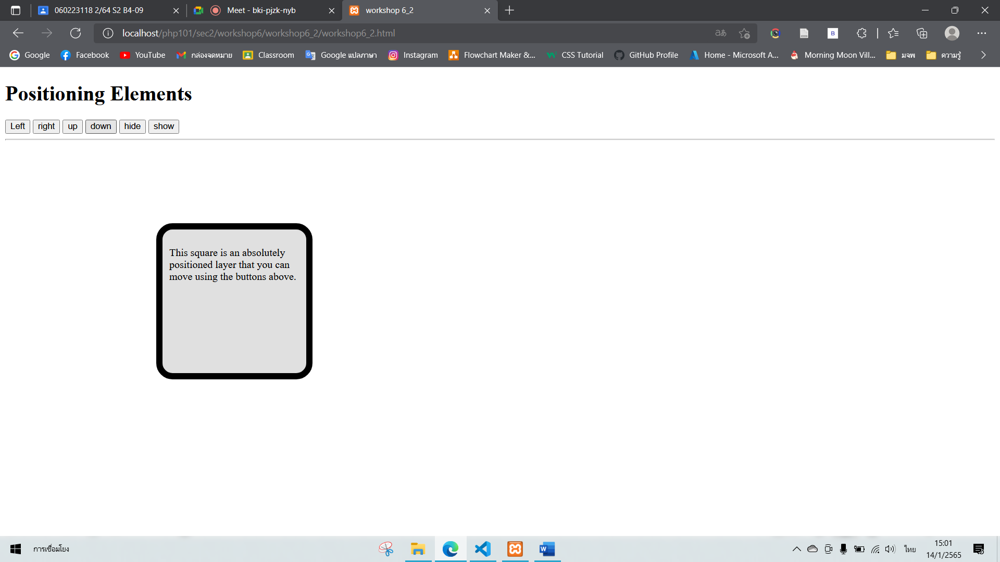 060223118 2/64 S2 B4-09
Meet - bki-pjzk-nyb
workshop 6_2
localhost/php101/sec2/workshop6/workshop6_2/workshop6_2.html
Google
Facebook
YouTube
กล่องจดหมาย
Classroom
Google แปลภาษา
Instagram
Flowchart Maker &...
CSS Tutorial
GitHub Profile
Home - Microsoft A...
Morning Moon Vill...
มจพ
ความรู้
Positioning Elements
Left right up down hide show
This square is an absolutely
positioned layer that you can
move using the buttons above.
การเชื่อมโยง
ไทย
15:01
14/1/2565